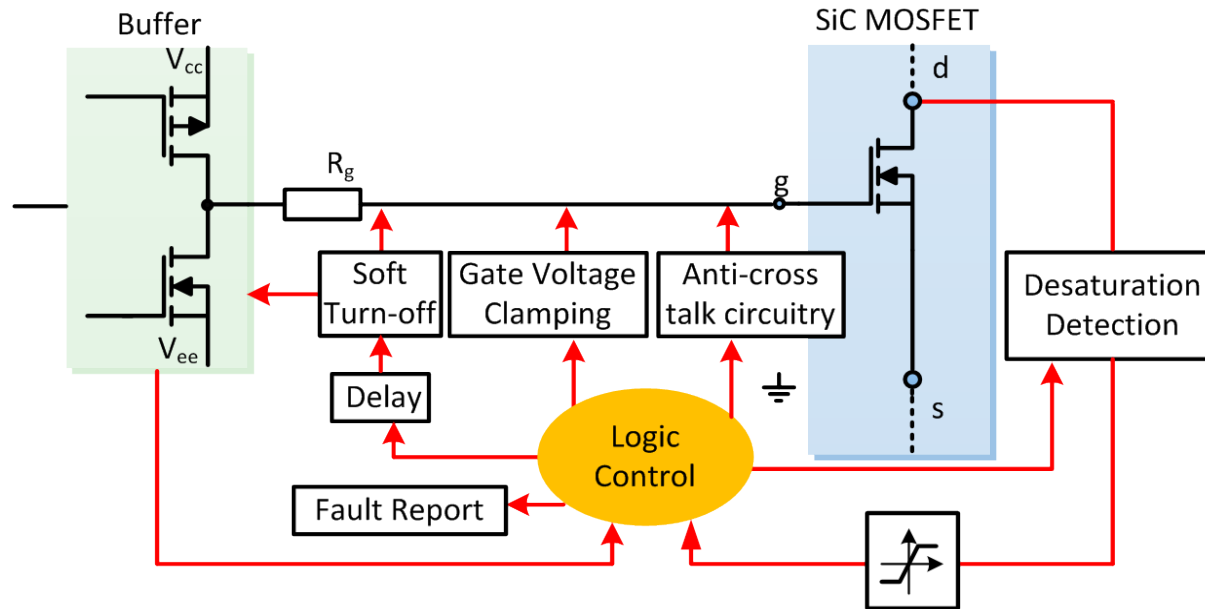 Buffer
SiC MOSFET
Vcc
d
Rg
g
Soft
Turn-off
Gate Voltage
Clamping
Anti-cross
talk circuitry
Desaturation
Detection
Vee
Delay
s
Logic
Control
Fault Report